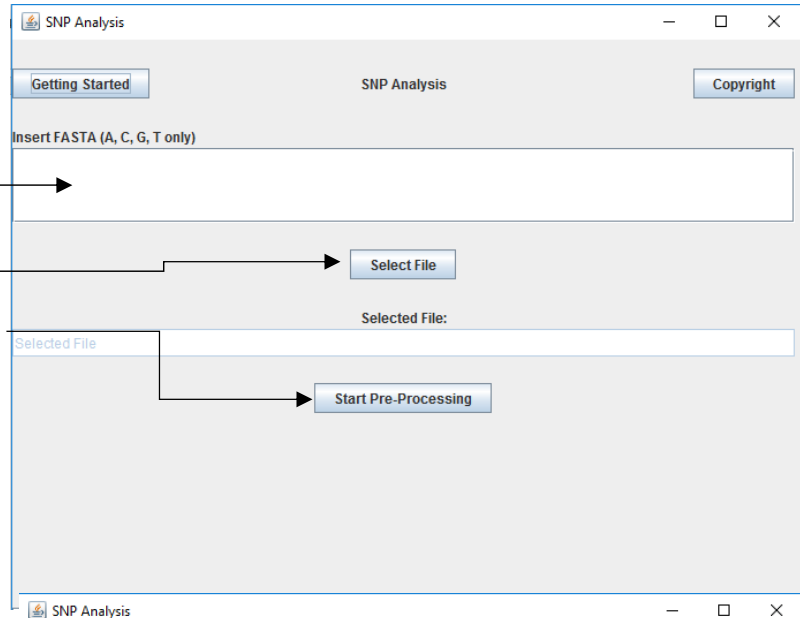 SNP Analysis
Getting Started
SNP Analysis
Copyright
Insert FASTA (A, C, G, T only)
Select File
Selected File:
Selected File
Start Pre-Processing
SNP Analysis